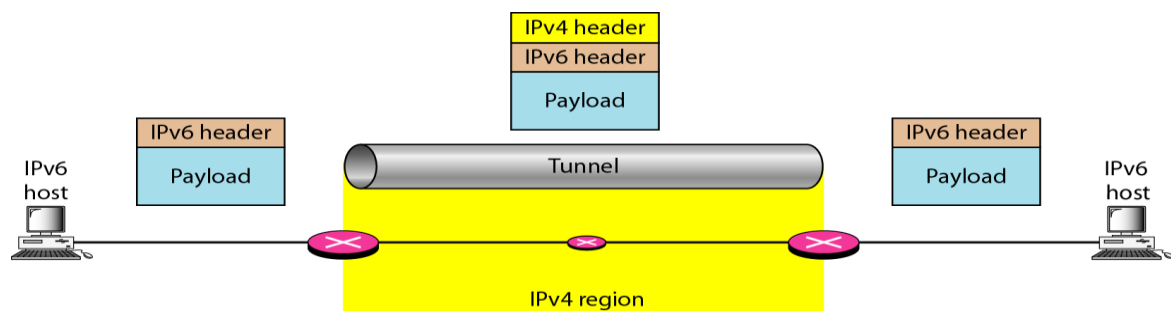 IPv4 header
IPv6 header
Payload
IPv6 header
Payload
IPv6 header
Payload
IPv6
host
Tunnel
IPv6
host
IPv4 region